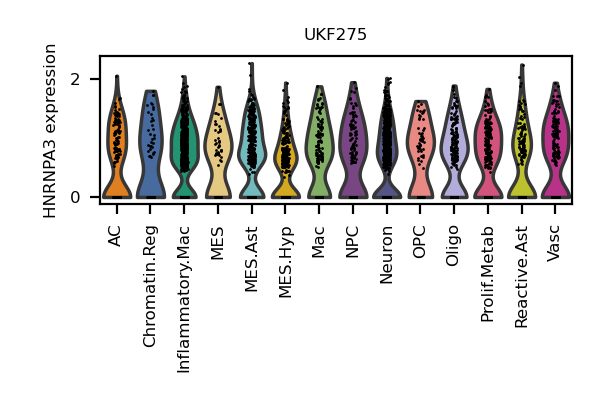 UKF275
HNRNPA3 expression
2
0
AC
Chromatin.Reg
Inflammatory.Mac
MES
MES.Ast
MES.Hyp
Mac
NPC
Neuron
OPC
Oligo
Prolif.Metab
Reactive.Ast
Vasc